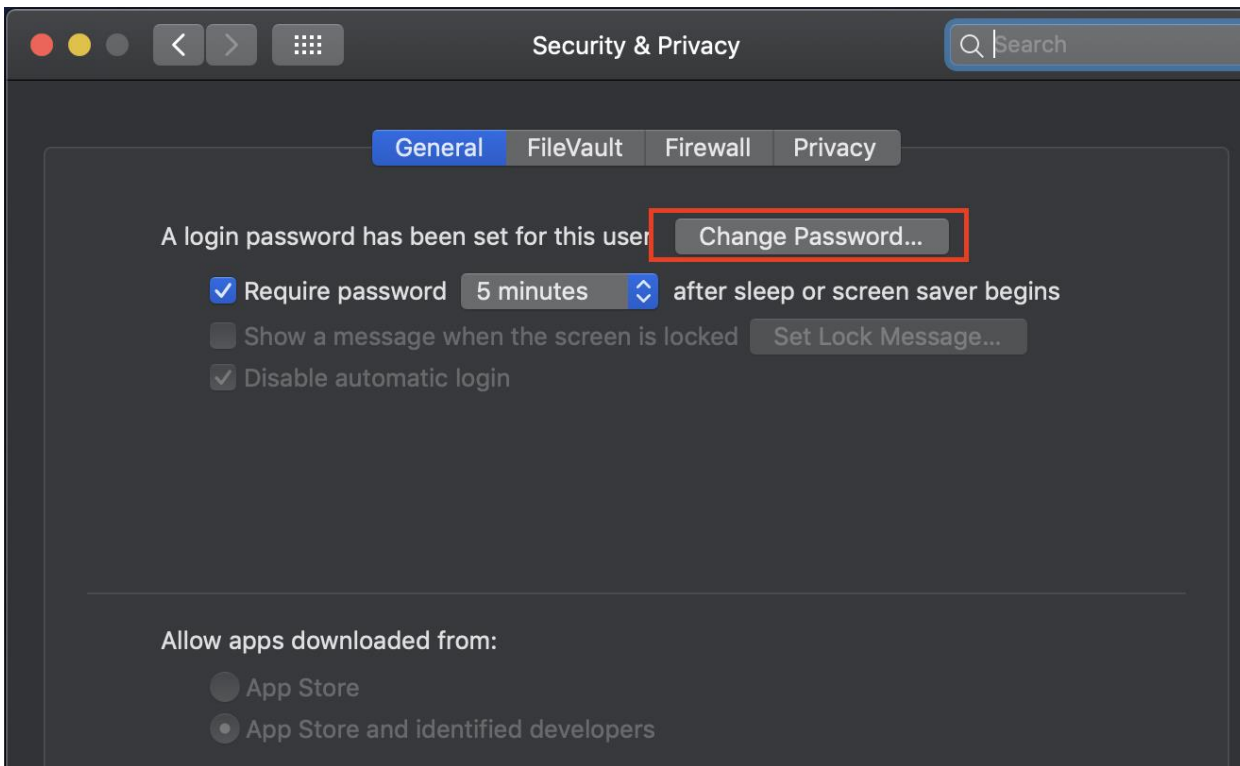 Security & Privacy
Search
General FileVault Firewall Privacy
A login password has been set for this user Change Password...
Require password 5 minutes after sleep or screen saver begins
Show a message when the screen is locked Set Lock Message...
Disable automatic login
Allow apps downloaded from:
App Store
App Store and identified developers